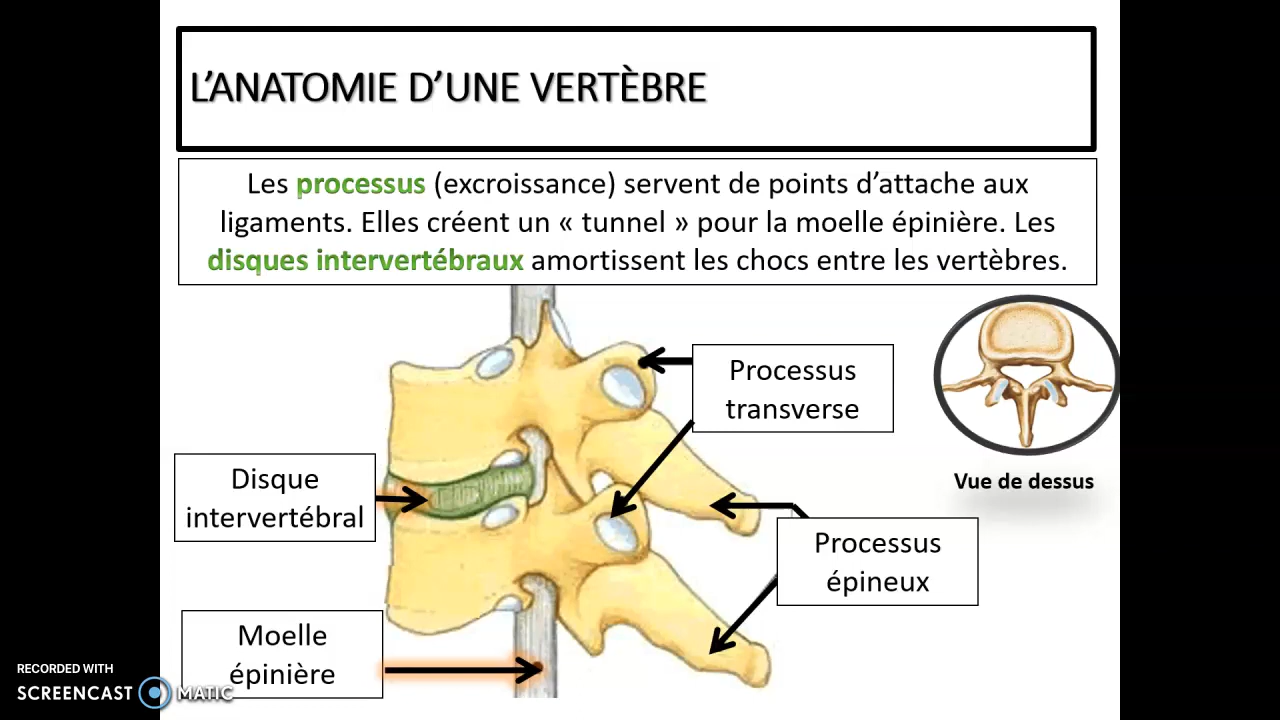 L’ANATOMIE D’UNE VERTÈBRE
Les processus (excroissance) servent de points d’attache aux
ligaments. Elles créent un « tunnel » pour la moelle épinière. Les
disques intervertébraux amortissent les chocs entre les vertèbres.
Processus
transverse
Vue de dessus
Disque
intervertébral
Processus
épineux
Moelle
épinière
RECORDED WITH
SCREENCAST MATIC